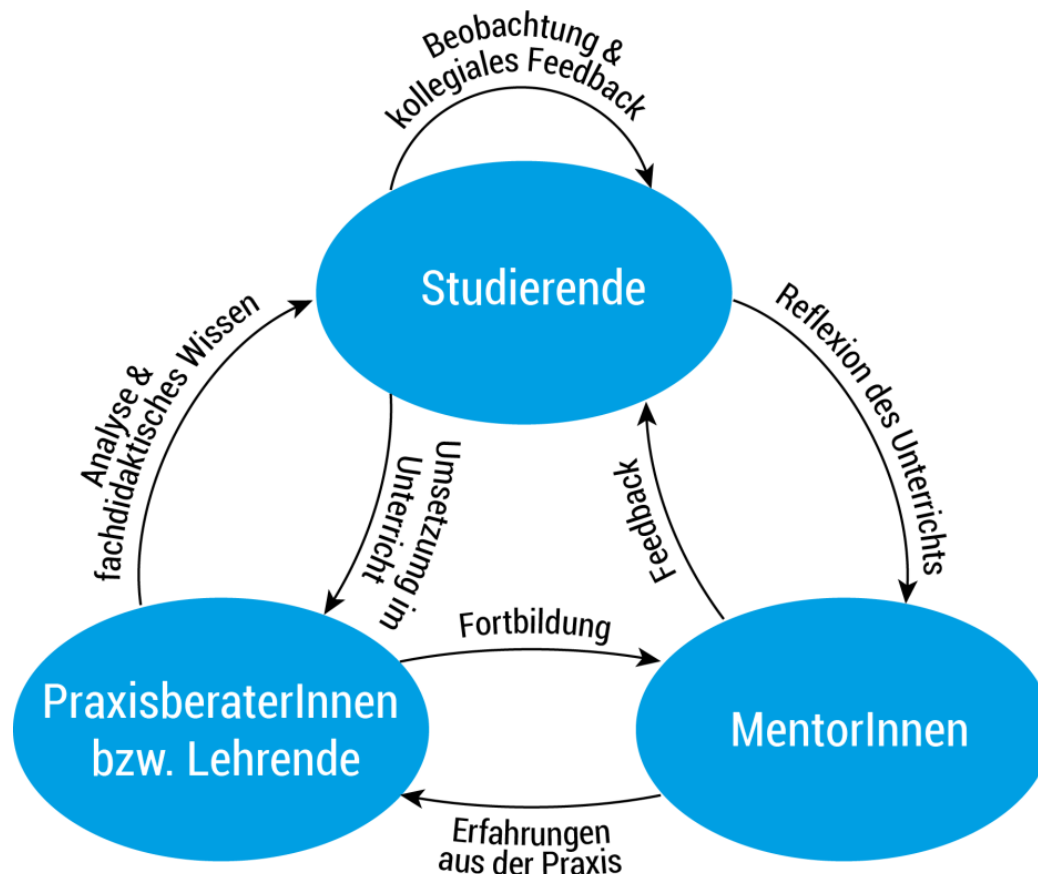 Beobachtung &
kollegiales Feedback
Studierende
Analyse &
fachdidaktisches Wissen
Reflexion des Unterrichts
Umsetzumg im
Unterricht
Feedback
Fortbildung
PraxisberaterInnen
bzw. Lehrende
MentorInnen
Erfahrungen
aus der Praxis